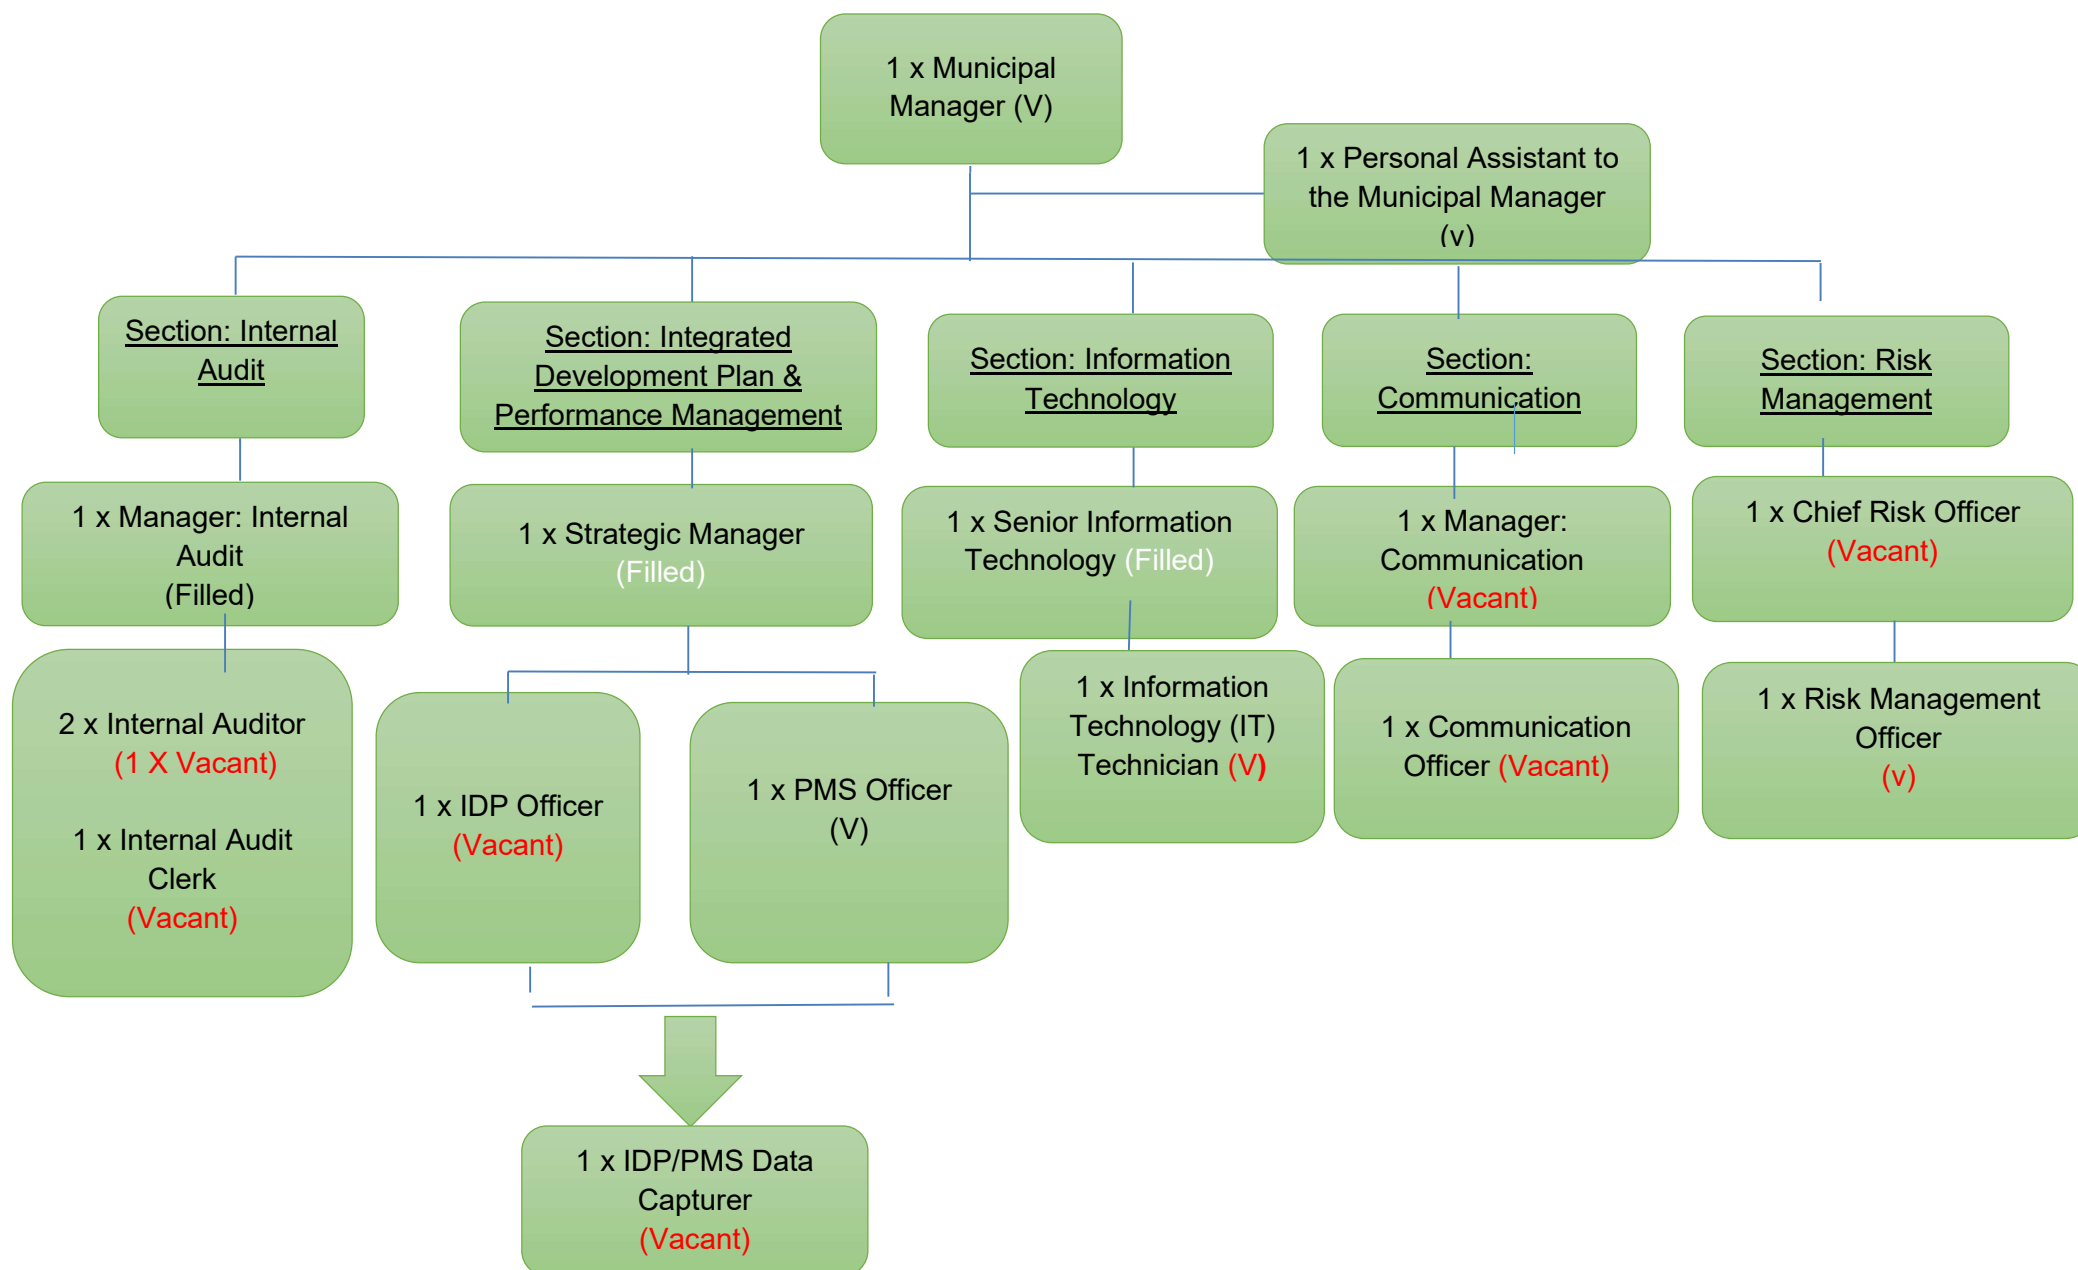 1 x Municipal
Manager (V)
1 x Personal Assistant to
the Municipal Manager
(v)
Section: Internal
Audit
Section: Integrated
Development Plan &
Performance Management
Section: Information
Technology
Section:
Communication
Section: Risk
Management
1 x Manager: Internal
Audit
(Filled)
1 x Strategic Manager
(Filled)
1 x Senior Information
Technology (Filled)
1 x Manager:
Communication
(Vacant)
1 x Chief Risk Officer
(Vacant)
2 x Internal Auditor
(1 X Vacant)
1 x Internal Audit
Clerk
(Vacant)
1 x IDP Officer
(Vacant)
1 x PMS Officer
(V)
1 x Information
Technology (IT)
Technician (V)
1 x Communication
Officer (Vacant)
1 x Risk Management
Officer
(v)
1 x IDP/PMS Data
Capturer
(Vacant)